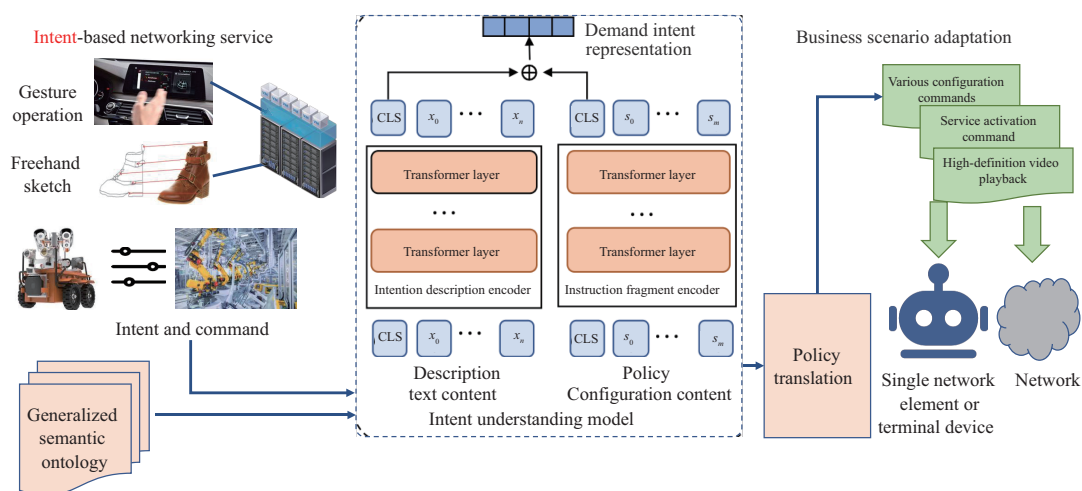 Intent-based networking service
Gesture
operation
Freehand
sketch
Intent and command
Generalized
semantic
ontology
Demand intent
representation
CLS x0 ··· xn
CLS s0 ··· sm
Transformer layer
···
Transformer layer
Intention description encoder
Transformer layer
···
Transformer layer
Instruction fragment encoder
CLS x0 ··· xn
CLS s0 ··· sm
Description
text content
Policy
Configuration content
Intent understanding model
Policy
translation
Business scenario adaptation
Various configuration
commands
Service activation
command
High-definition video
playback
Single network
element or
terminal device
Network